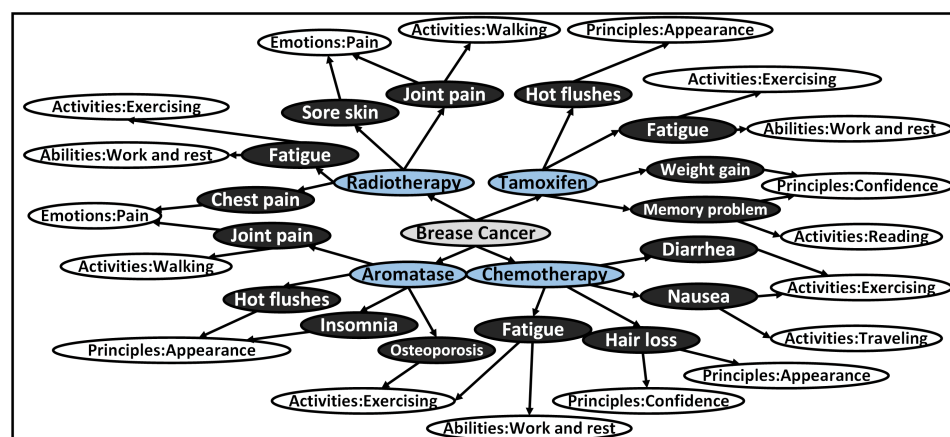 Activities:Walking
Principles:Appearance
Emotions:Pain
Activities:Exercising
Joint pain
Hot flushes
Activities:Exercising
Sore skin
Fatigue
Abilities:Work and rest
Abilities:Work and rest
Fatigue
Weight gain
Radiotherapy
Tamoxifen
Principles:Confidence
Chest pain
Memory problem
Emotions:Pain
Joint pain
Brease Cancer
Activities:Reading
Diarrhea
Activities:Walking
Aromatase
Chemotherapy
Activities:Exercising
Hot flushes
Nausea
Insomnia
Fatigue
Hair loss
Activities:Traveling
Principles:Appearance
Osteoporosis
Principles:Appearance
Activities:Exercising
Principles:Confidence
Abilities:Work and rest